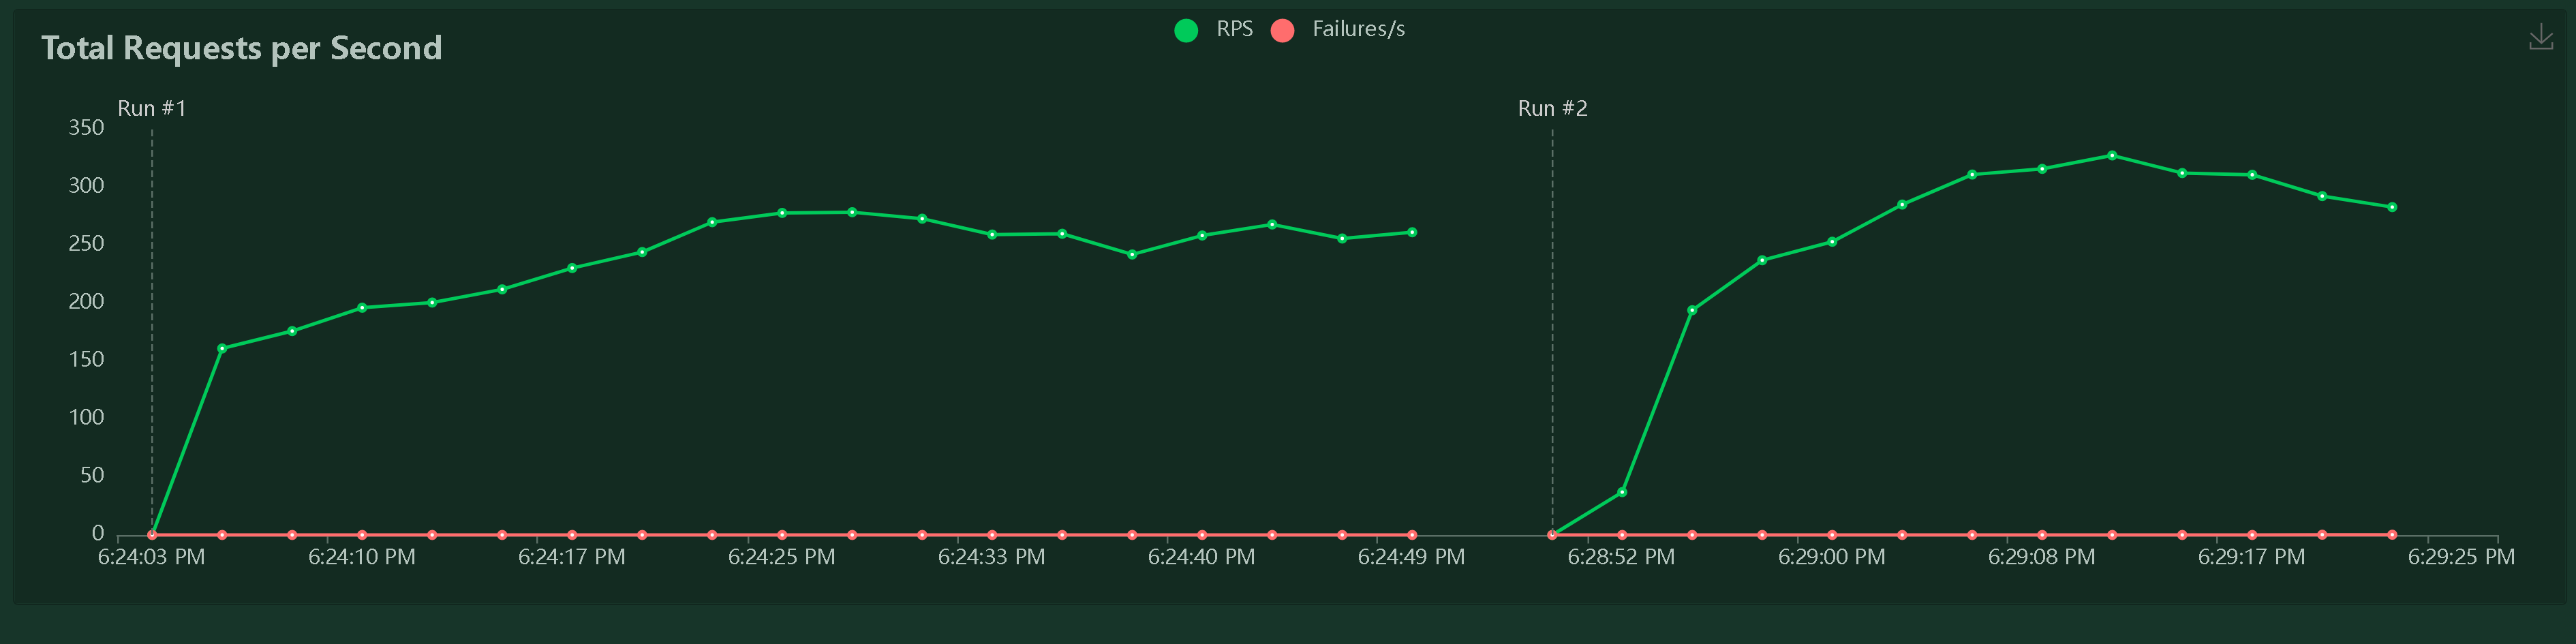 Total Requests per Second
RPS Failures/s
Run #1 Run #2
350
300
250
200
150
100
50
0
6:24:03 PM 6:24:10 PM 6:24:17 PM 6:24:25 PM 6:24:33 PM 6:24:40 PM 6:24:49 PM 6:28:52 PM 6:29:00 PM 6:29:08 PM 6:29:17 PM 6:29:25 PM